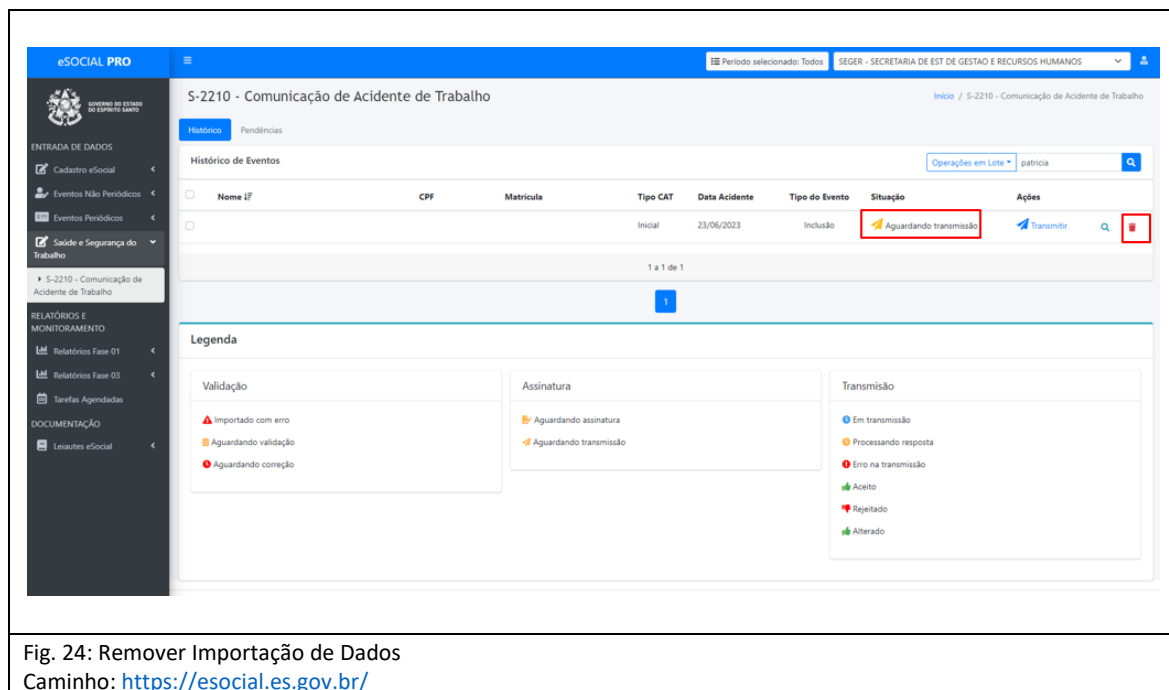 eSOCIAL PRO
Período selecionado: Todos
SEGER - SECRETARIA DE EST DE GESTAO E RECURSOS HUMANOS
GOVERNO DO ESTADO
DO ESPÍRITO SANTO
S-2210 - Comunicação de Acidente de Trabalho
Início / S-2210 - Comunicação de Acidente de Trabalho
Histórico Pendências
ENTRADA DE DADOS
Cadastro eSocial
Eventos Não Periódicos
Eventos Periódicos
Saúde e Segurança do
Trabalho
S-2210 - Comunicação de
Acidente de Trabalho
RELATÓRIOS E
MONITORAMENTO
Relatórios Fase 01
Relatórios Fase 03
Tarefas Agendadas
DOCUMENTAÇÃO
Leiautes eSocial
Histórico de Eventos
Operações em Lote
patricia
Nome CPF Matrícula Tipo CAT Data Acidente Tipo do Evento Situação Ações
Inicial 23/06/2023 Inclusão Aguardando transmissão Transmitir
1 a 1 de 1
1
Legenda
Validação
Importado com erro
Aguardando validação
Aguardando correção
Assinatura
Aguardando assinatura
Aguardando transmissão
Transmisão
Em transmissão
Processando resposta
Erro na transmissão
Aceito
Rejeitado
Alterado
Fig. 24: Remover Importação de Dados
Caminho: https://esocial.es.gov.br/